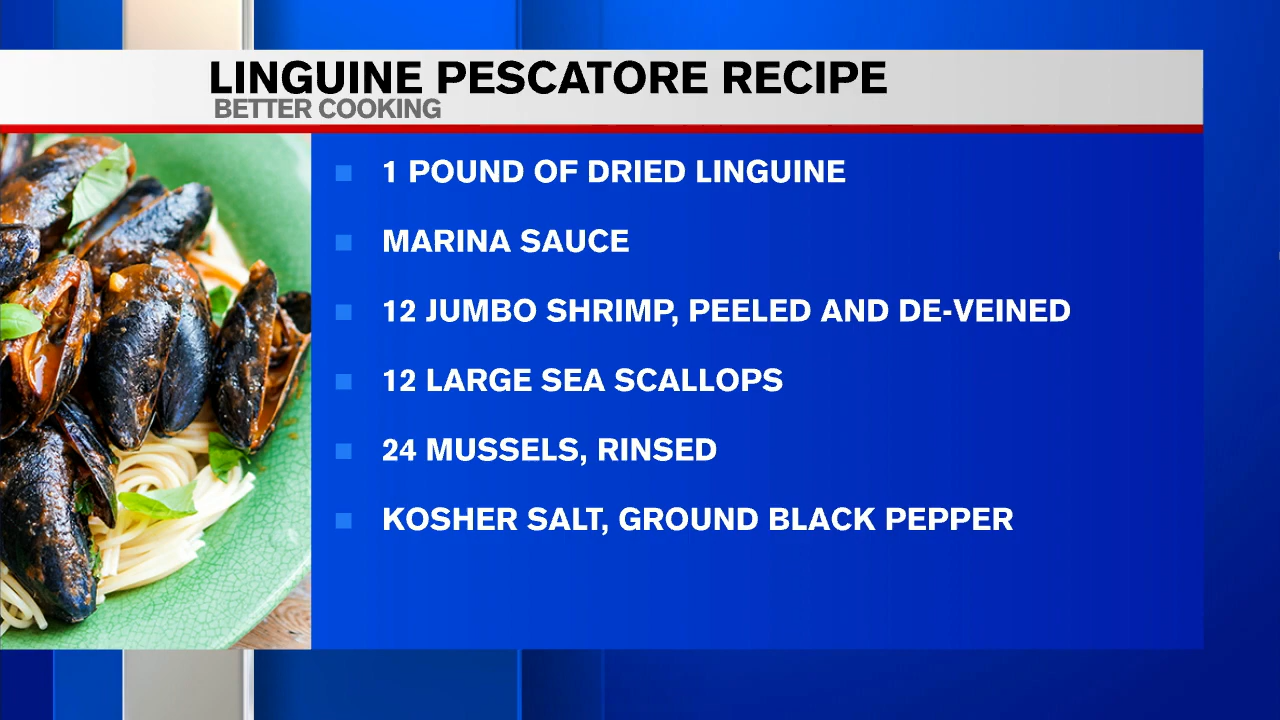 LINGUINE PESCATORE RECIPE
BETTER COOKING
1 POUND OF DRIED LINGUINE
MARINA SAUCE
12 JUMBO SHRIMP, PEELED AND DE-VEINED
12 LARGE SEA SCALLOPS
24 MUSSELS, RINSED
KOSHER SALT, GROUND BLACK PEPPER